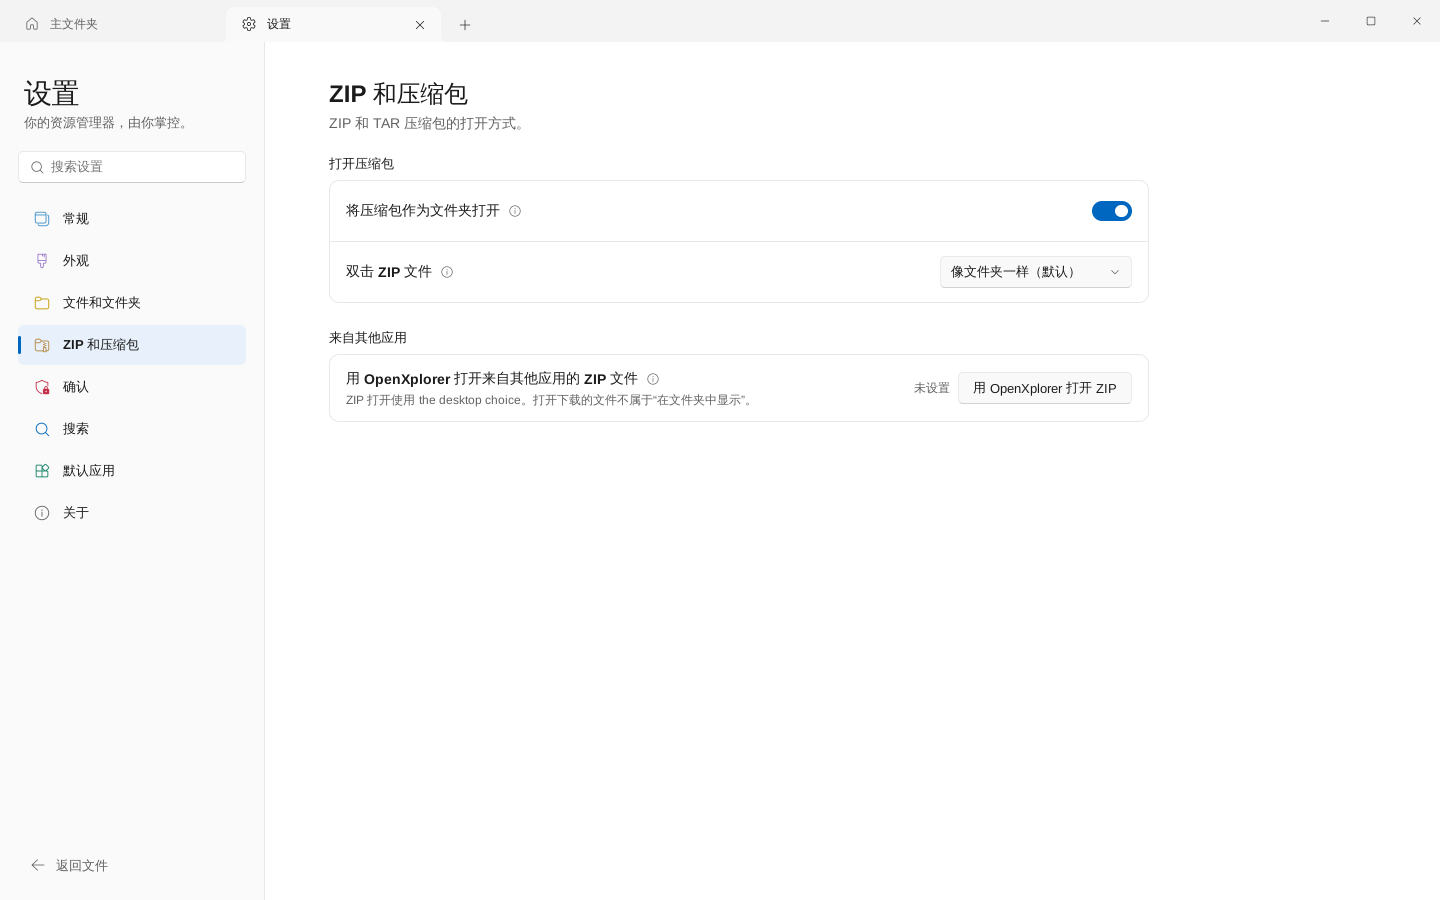 主文件夹
设置
设置
你的资源管理器，由你掌控。
搜索设置
常规
外观
文件和文件夹
ZIP 和压缩包
确认
搜索
默认应用
关于
返回文件
ZIP 和压缩包
ZIP 和 TAR 压缩包的打开方式。
打开压缩包
将压缩包作为文件夹打开
双击 ZIP 文件
像文件夹一样（默认）
来自其他应用
用 OpenXplorer 打开来自其他应用的 ZIP 文件
ZIP 打开使用 the desktop choice。打开下载的文件不属于“在文件夹中显示”。
未设置
用 OpenXplorer 打开 ZIP